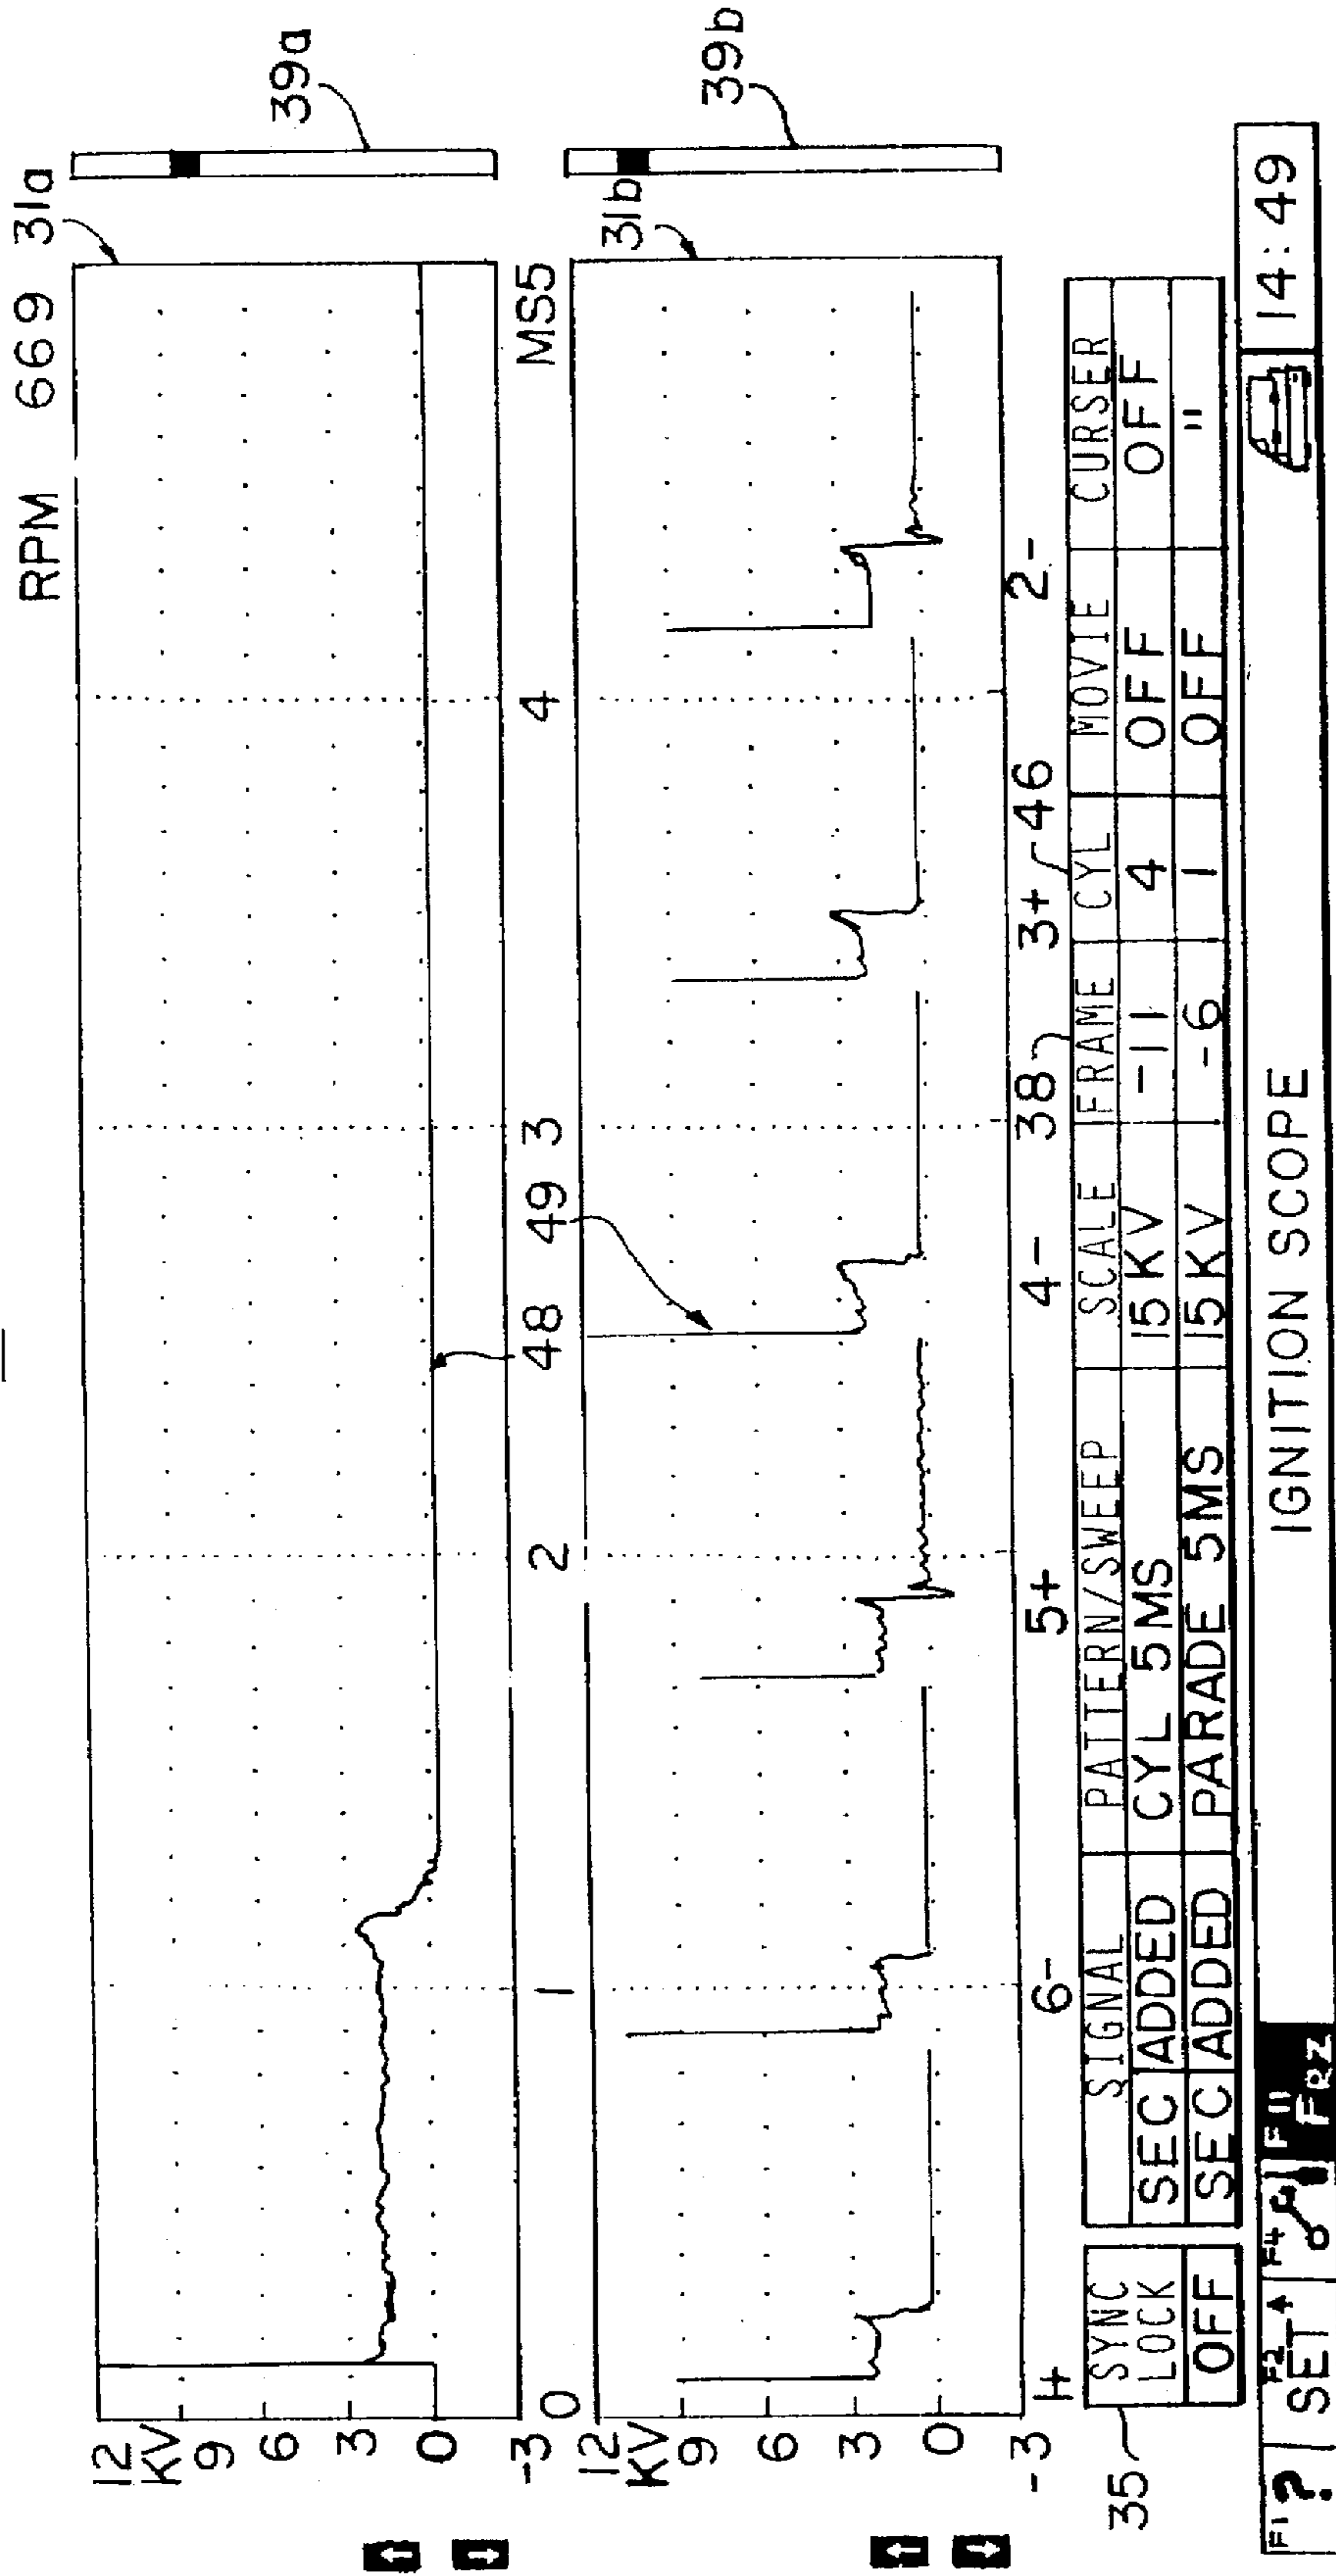 RPM 669 31a
12
KV
9
6
3
0
-3
39a
0 1 2 3 4 MS5
48 49
12
KV
9
6
3
0
-3
31b
39b
1+ 6- 5+ 4- 3+ 2-
38 46
35
SYNC LOCK
OFF
SIGNAL PATTERN/SWEEP SCALE FRAME CYL MOVIE CURSER
SEC ADDED CYL 5MS 15KV -11 4 OFF OFF
SEC ADDED PARADE 5MS 15KV -6 1 OFF "
F1 ? F2 SET F4 F11 FRZ IGNITION SCOPE 14:49